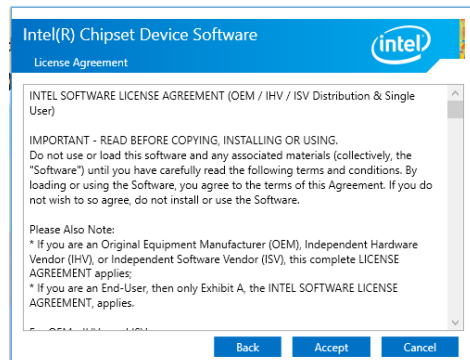 Intel(R) Chipset Device Software
intel
License Agreement
INTEL SOFTWARE LICENSE AGREEMENT (OEM / IHV / ISV Distribution & Single
User)
IMPORTANT - READ BEFORE COPYING, INSTALLING OR USING.
Do not use or load this software and any associated materials (collectively, the
"Software") until you have carefully read the following terms and conditions. By
loading or using the Software, you agree to the terms of this Agreement. If you do
not wish to so agree, do not install or use the Software.
Please Also Note:
* If you are an Original Equipment Manufacturer (OEM), Independent Hardware
Vendor (IHV), or Independent Software Vendor (ISV), this complete LICENSE
AGREEMENT applies;
* If you are an End-User, then only Exhibit A, the INTEL SOFTWARE LICENSE
AGREEMENT, applies.
Back
Accept
Cancel